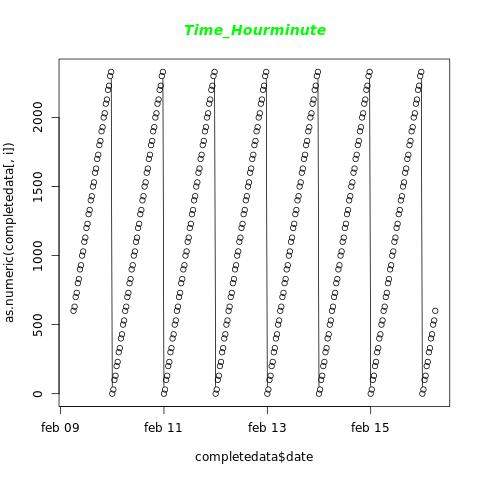 Time_Hourminute
as.numeric(completedata[, i])
2000
1500
1000
500
0
feb 09
feb 11
feb 13
feb 15
completedata$date